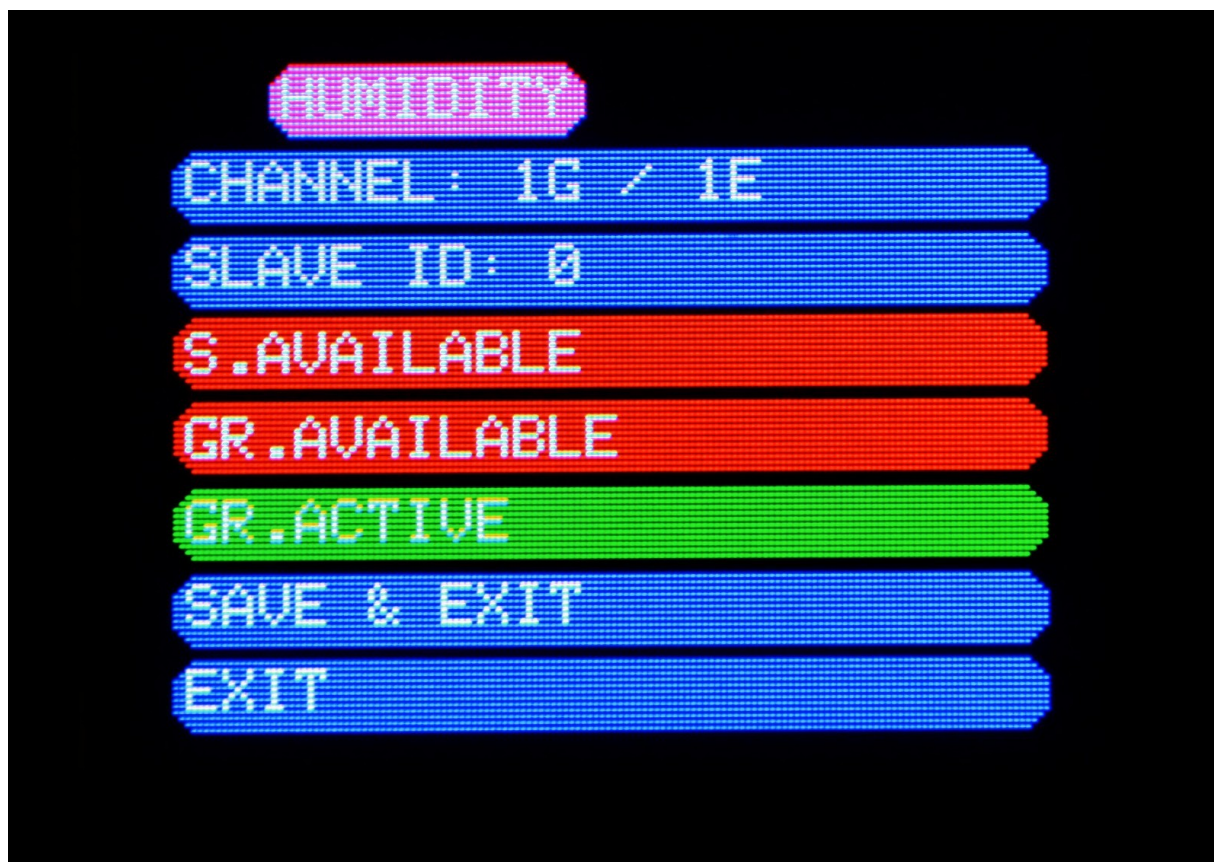 HUMIDITY
CHANNEL: 1G / 1E
SLAVE ID: 0
S.AVAILABLE
GR.AVAILABLE
GR.ACTIVE
SAVE & EXIT
EXIT